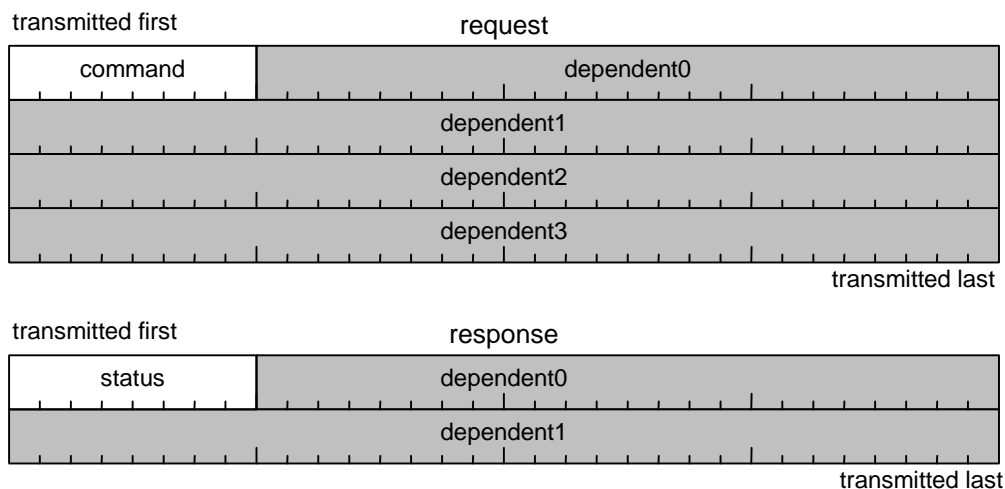 transmitted first request
command dependent0
dependent1
dependent2
dependent3
transmitted last
transmitted first response
status dependent0
dependent1
transmitted last